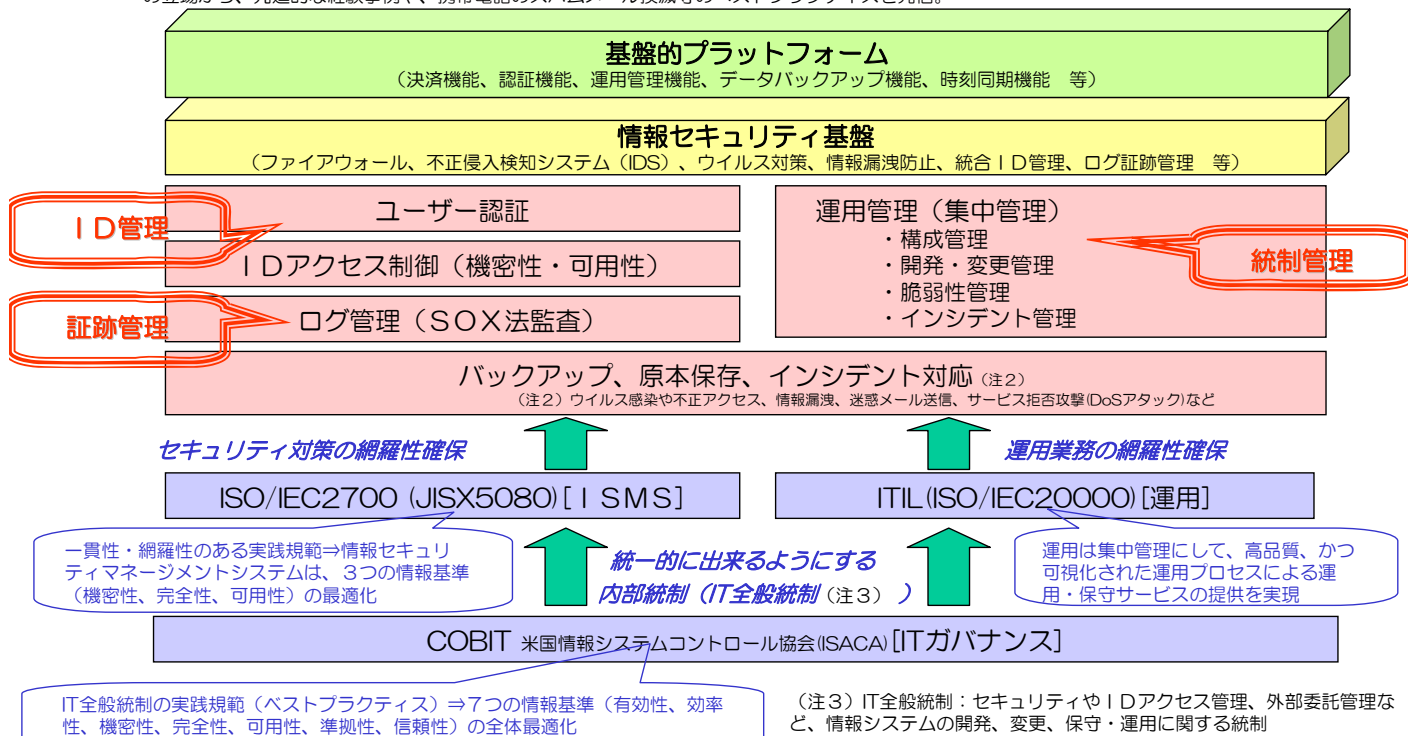 基盤的プラットフォーム
（決済機能、認証機能、運用管理機能、データバックアップ機能、時刻同期機能　等）
情報セキュリティ基盤
（ファイアウォール、不正侵入検知システム（IDS）、ウイルス対策、情報漏洩防止、統合ＩＤ管理、ログ証跡管理　等）
ＩＤ管理
ユーザー認証
ＩＤアクセス制御（機密性・可用性）
証跡管理
ログ管理（ＳＯＸ法監査）
運用管理（集中管理）
・構成管理
・開発・変更管理
・脆弱性管理
・インシデント管理
統制管理
バックアップ、原本保存、インシデント対応（注２）
（注２）ウイルス感染や不正アクセス、情報漏洩、迷惑メール送信、サービス拒否攻撃(DoSアタック)など
セキュリティ対策の網羅性確保
運用業務の網羅性確保
ISO/IEC2700 (JISX5080)[ＩＳＭＳ]
ITIL(ISO/IEC20000)[運用]
一貫性・網羅性のある実践規範⇒情報セキュリ
ティマネージメントシステムは、３つの情報基準
（機密性、完全性、可用性）の最適化
統一的に出来るようにする
内部統制（IT全般統制（注３））
運用は集中管理にして、高品質、かつ
可視化された運用プロセスによる運
用・保守サービスの提供を実現
COBIT 米国情報システムコントロール協会(ISACA)[ITガバナンス]
IT全般統制の実践規範（ベストプラクティス）⇒７つの情報基準（有効性、効率
性、機密性、完全性、可用性、準拠性、信頼性）の全体最適化
（注３）IT全般統制：セキュリティやＩＤアクセス管理、外部委託管理な
ど、情報システムの開発、変更、保守・運用に関する統制